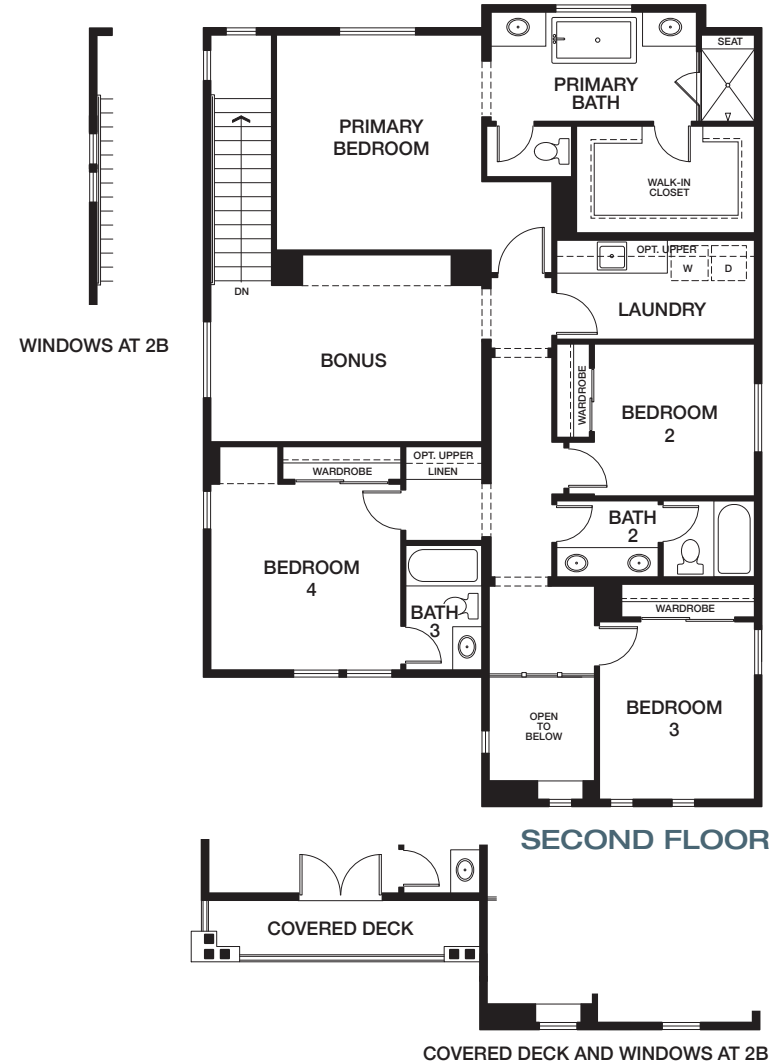 SEAT
PRIMARY
BATH
PRIMARY
BEDROOM
WALK-IN
CLOSET
OPT. UPPER
W
D
DN
LAUNDRY
WINDOWS AT 2B
BONUS
WARDROBE
BEDROOM
2
OPT. UPPER
LINEN
WARDROBE
BATH
2
BEDROOM
4
BATH
3
WARDROBE
BEDROOM
3
OPEN
TO
BELOW
SECOND FLOOR
COVERED DECK
COVERED DECK AND WINDOWS AT 2B